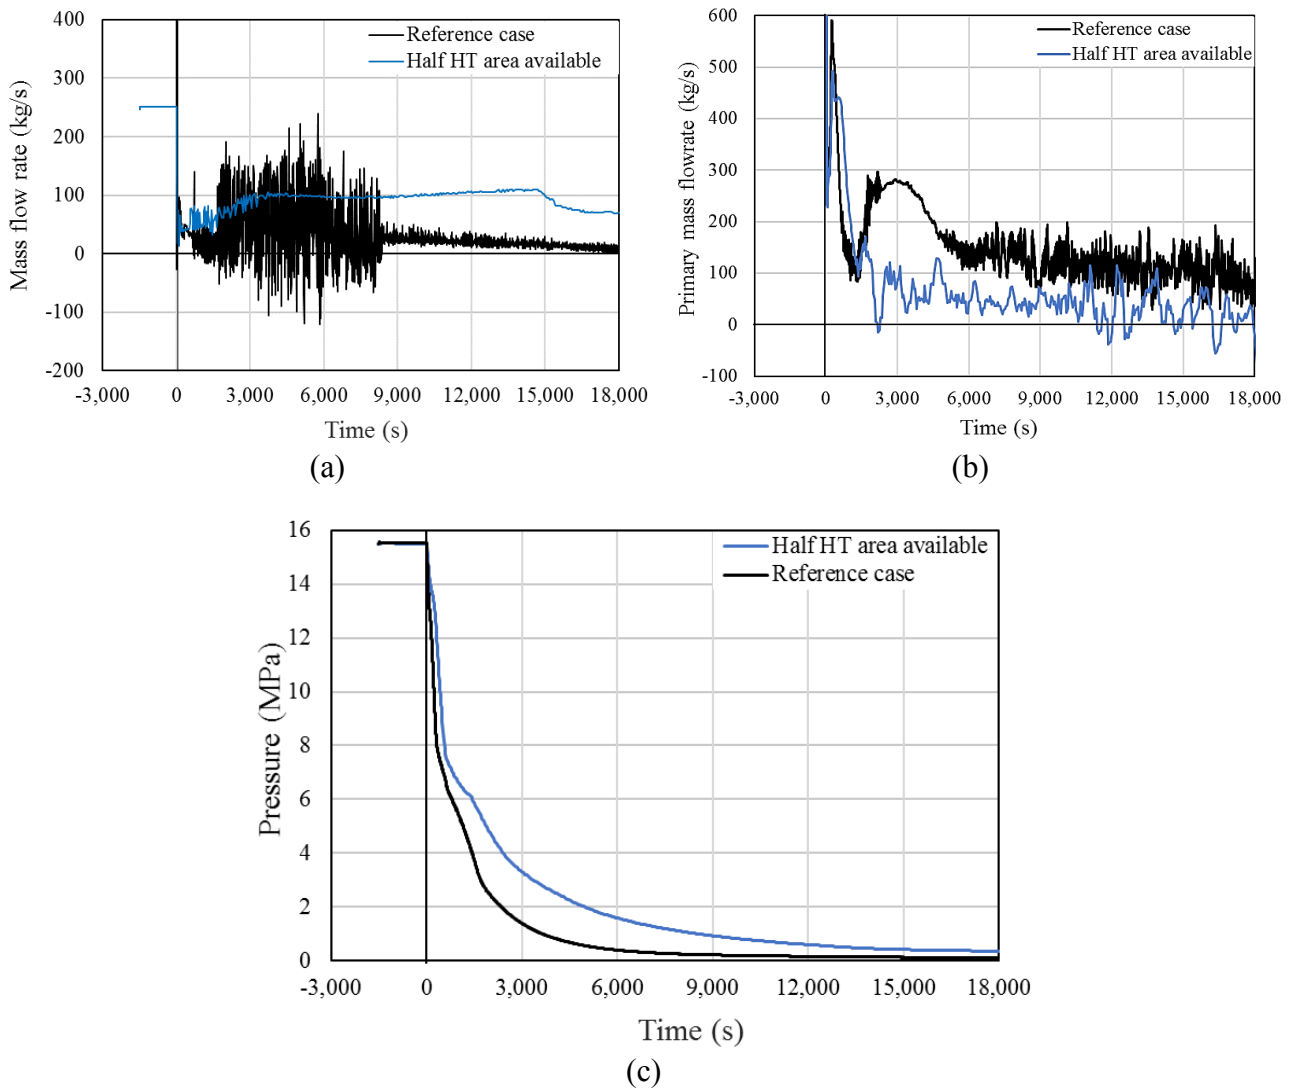 400
300
200
100
0
-100
-200
Mass flow rate (kg/s)
Reference case
Half HT area available
-3,000 0 3,000 6,000 9,000 12,000 15,000 18,000
Time (s)
(a)
600
500
400
300
200
100
0
-100
Primary mass flowrate (kg/s)
Reference case
Half HT area available
-3,000 0 3,000 6,000 9,000 12,000 15,000 18,000
Time (s)
(b)
16
14
12
10
8
6
4
2
0
Pressure (MPa)
Half HT area available
Reference case
-3,000 0 3,000 6,000 9,000 12,000 15,000 18,000
Time (s)
(c)